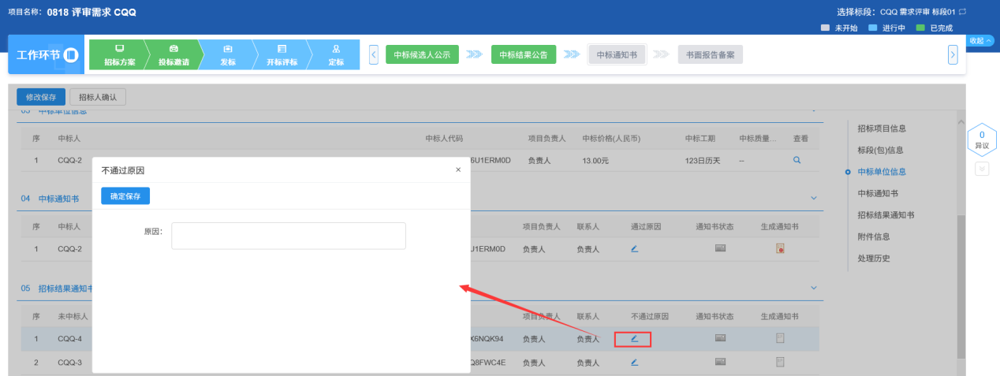 项目名称: 0818 评审需求 CQQ
选择标段: CQQ 需求评审 标段01
未开始 进行中 已完成
收起
工作环节
招标方案 投标邀请 发标 开标评标 定标
中标候选人公示 中标结果公告 中标通知书 书面报告备案
修改保存 招标人确认
03 中标单位信息
序 中标人 中标人代码 项目负责人 中标价格(人民币) 中标工期 中标质量... 查看
1 CQQ-2 6U1ERM0D 负责人 13.00元 123日历天 --
不通过原因 ×
确定保存
原因:
04 中标通知书
序 中标人 项目负责人 联系人 通过原因 通知书状态 生成通知书
1 CQQ-2 U1ERM0D 负责人 负责人
05 招标结果通知书
序 未中标人 项目负责人 联系人 不通过原因 通知书状态 生成通知书
1 CQQ-4 X6NQK94 负责人 负责人
2 CQQ-3 Q8FWC4E 负责人 负责人
招标项目信息
标段(包)信息
中标单位信息
中标通知书
招标结果通知书
附件信息
处理历史
0
异议